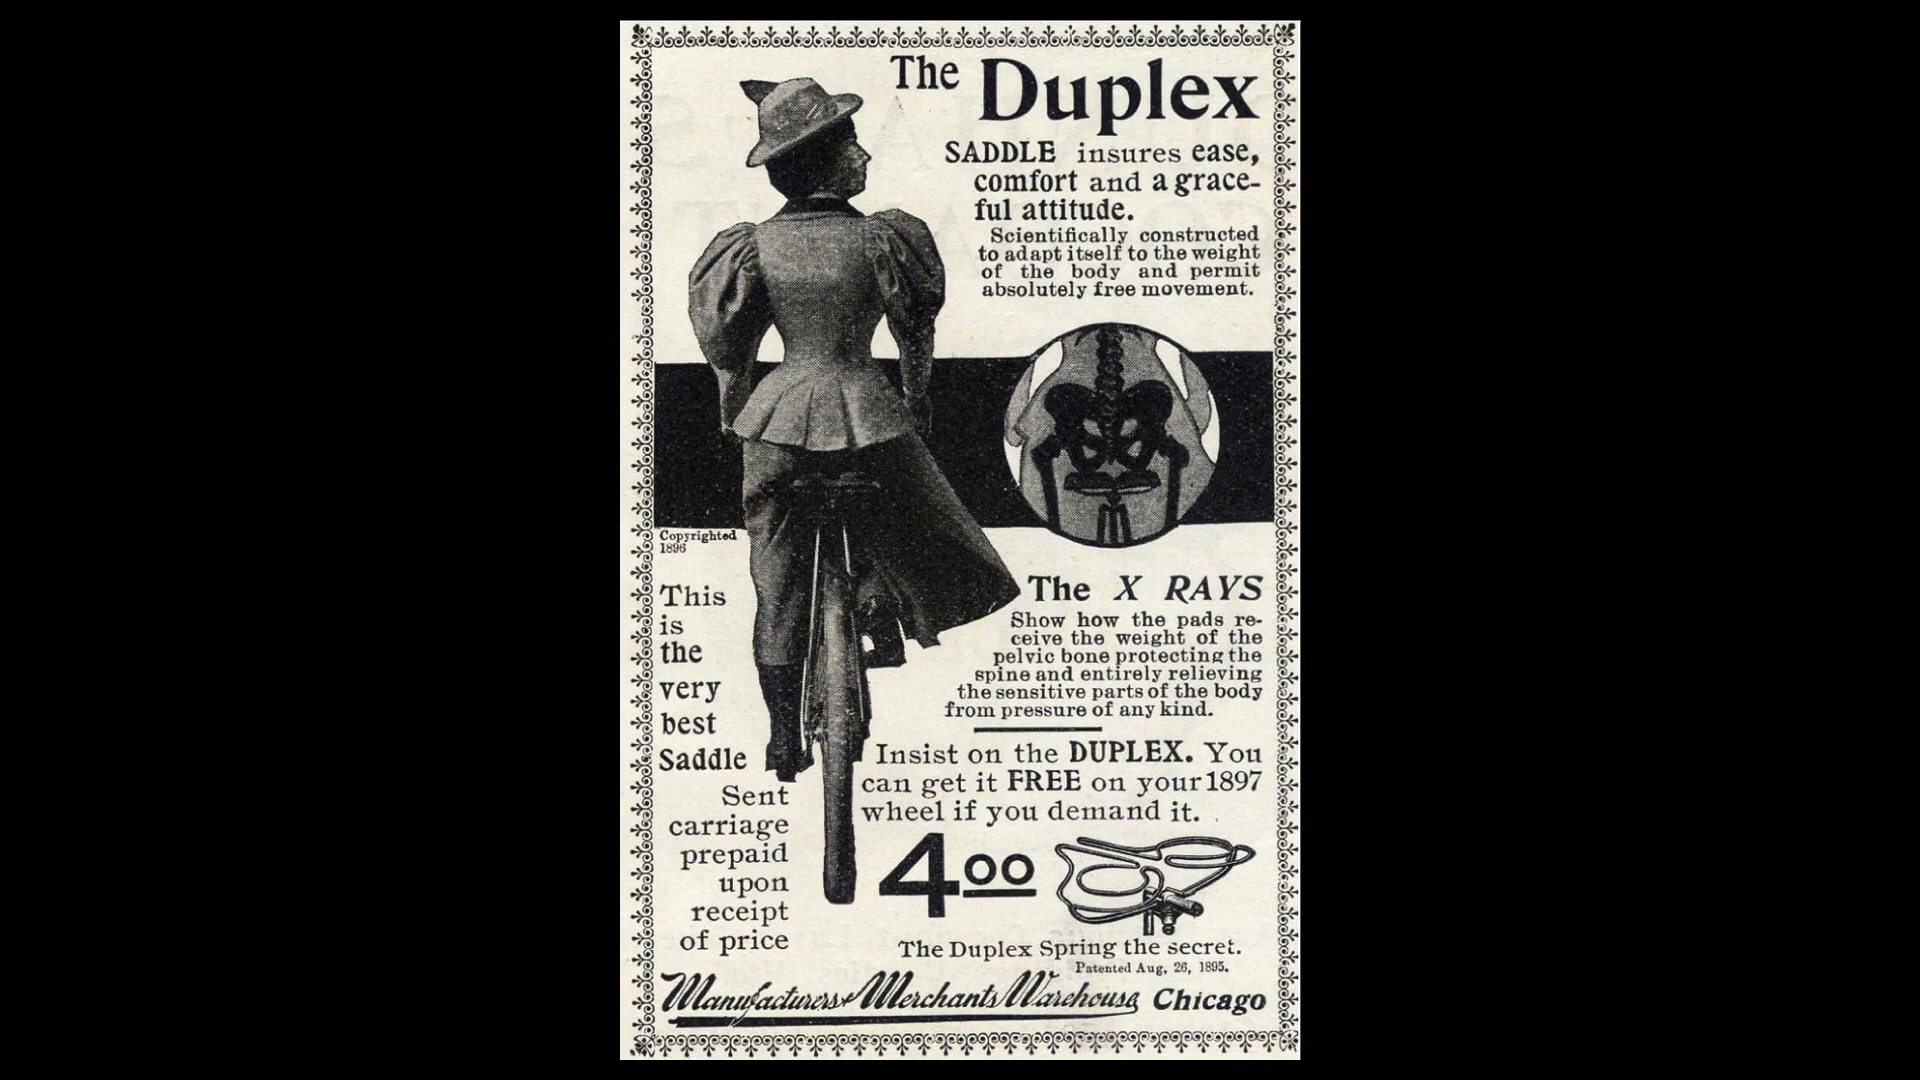 The Duplex
SADDLE insures ease,
comfort and a grace-
ful attitude.
Scientifically constructed
to adapt itself to the weight
of the body and permit
absolutely free movement.
Copyrighted
1896
This
is
the
very
best
Saddle
Sent
carriage
prepaid
upon
receipt
of price
The X RAYS
Show how the pads re-
ceive the weight of the
pelvic bone protecting the
spine and entirely relieving
the sensitive parts of the body
from pressure of any kind.
Insist on the DUPLEX. You
can get it FREE on your 1897
wheel if you demand it.
4 00
The Duplex Spring the secret.
Patented Aug. 26, 1895.
Manufacturers & Merchants Warehouse Chicago